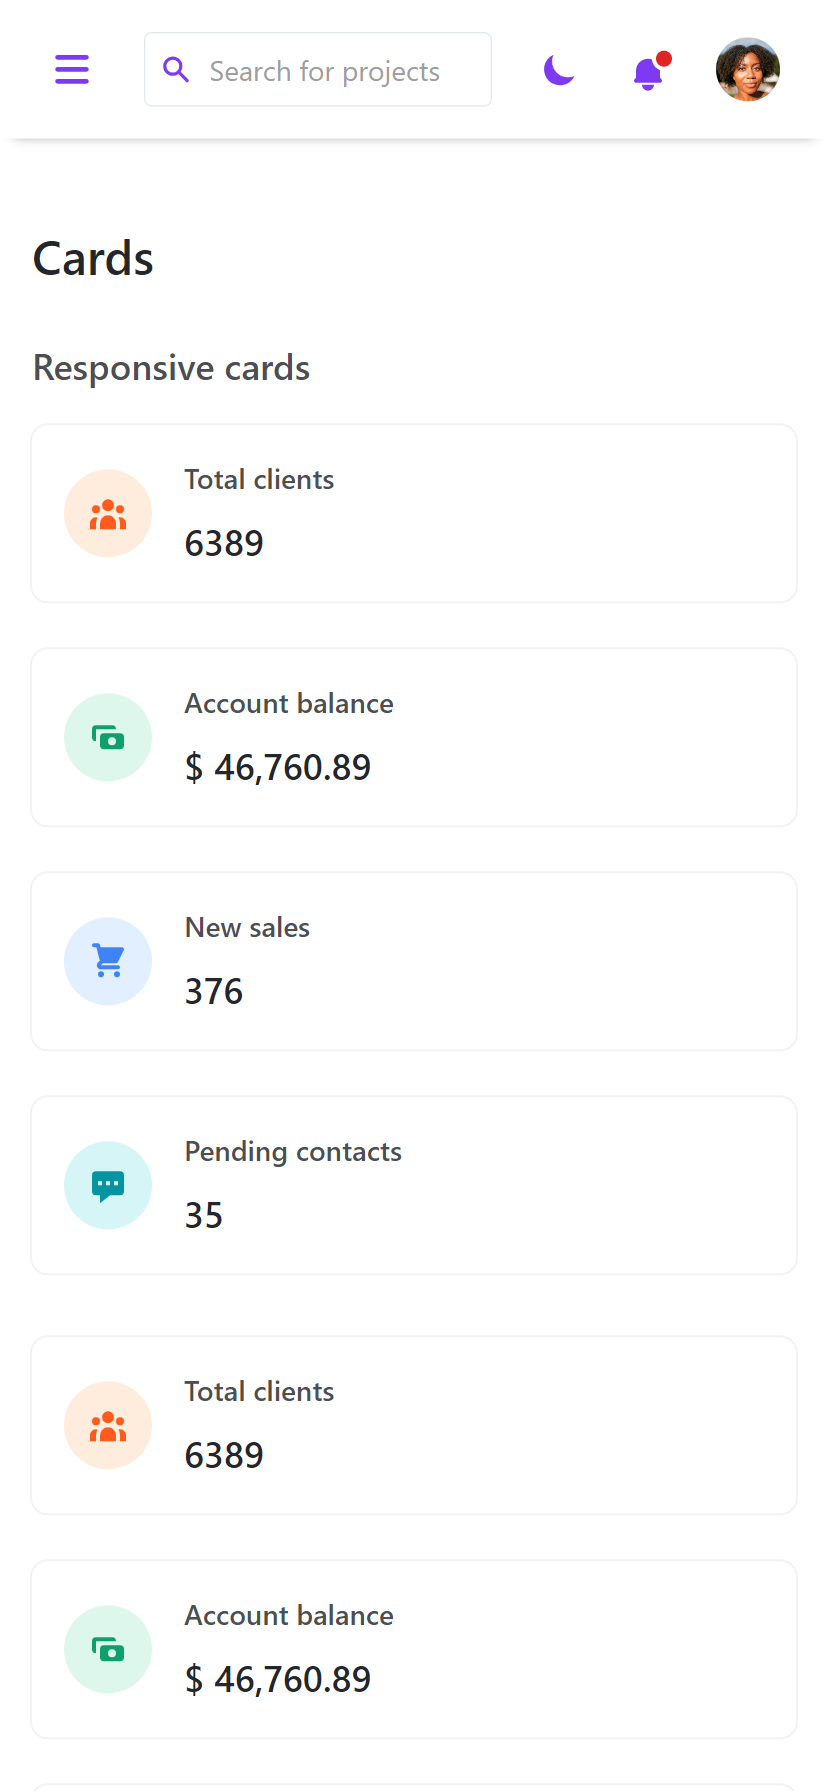 Search for projects
Cards
Responsive cards
Total clients
6389
Account balance
$ 46,760.89
New sales
376
Pending contacts
35
Total clients
6389
Account balance
$ 46,760.89